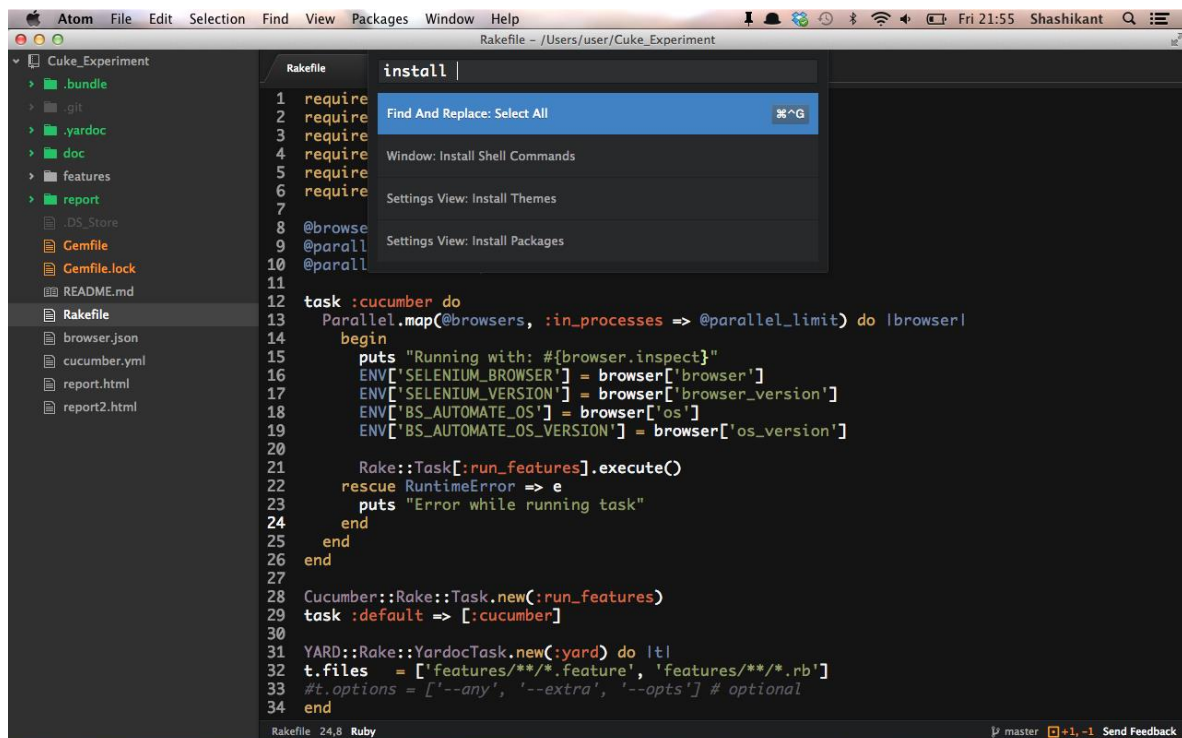 Atom File Edit Selection Find View Packages Window Help Fri 21:55 Shashikant
Rakefile - /Users/user/Cuke_Experiment
Cuke_Experiment
.bundle
.git
.yardoc
doc
features
report
.DS_Store
Gemfile
Gemfile.lock
README.md
Rakefile
browser.json
cucumber.yml
report.html
report2.html
Rakefile
install
Find And Replace: Select All ⌘^G
Window: Install Shell Commands
Settings View: Install Themes
Settings View: Install Packages
1 require
2 require
3 require
4 require
5 require
6 require
7
8 @browse
9 @parall
10 @parall
11
12 task :cucumber do
13 Parallel.map(@browsers, :in_processes => @parallel_limit) do |browser|
14 begin
15 puts "Running with: #{browser.inspect}"
16 ENV['SELENIUM_BROWSER'] = browser['browser']
17 ENV['SELENIUM_VERSION'] = browser['browser_version']
18 ENV['BS_AUTOMATE_OS'] = browser['os']
19 ENV['BS_AUTOMATE_OS_VERSION'] = browser['os_version']
20
21 Rake::Task[:run_features].execute()
22 rescue RuntimeError => e
23 puts "Error while running task"
24 end
25 end
26 end
27
28 Cucumber::Rake::Task.new(:run_features)
29 task :default => [:cucumber]
30
31 YARD::Rake::YardocTask.new(:yard) do |t|
32 t.files = ['features/**/*.feature', 'features/**/*.rb']
33 #t.options = ['--any', '--extra', '--opts'] # optional
34 end
Rakefile 24,8 Ruby master +1, -1 Send Feedback